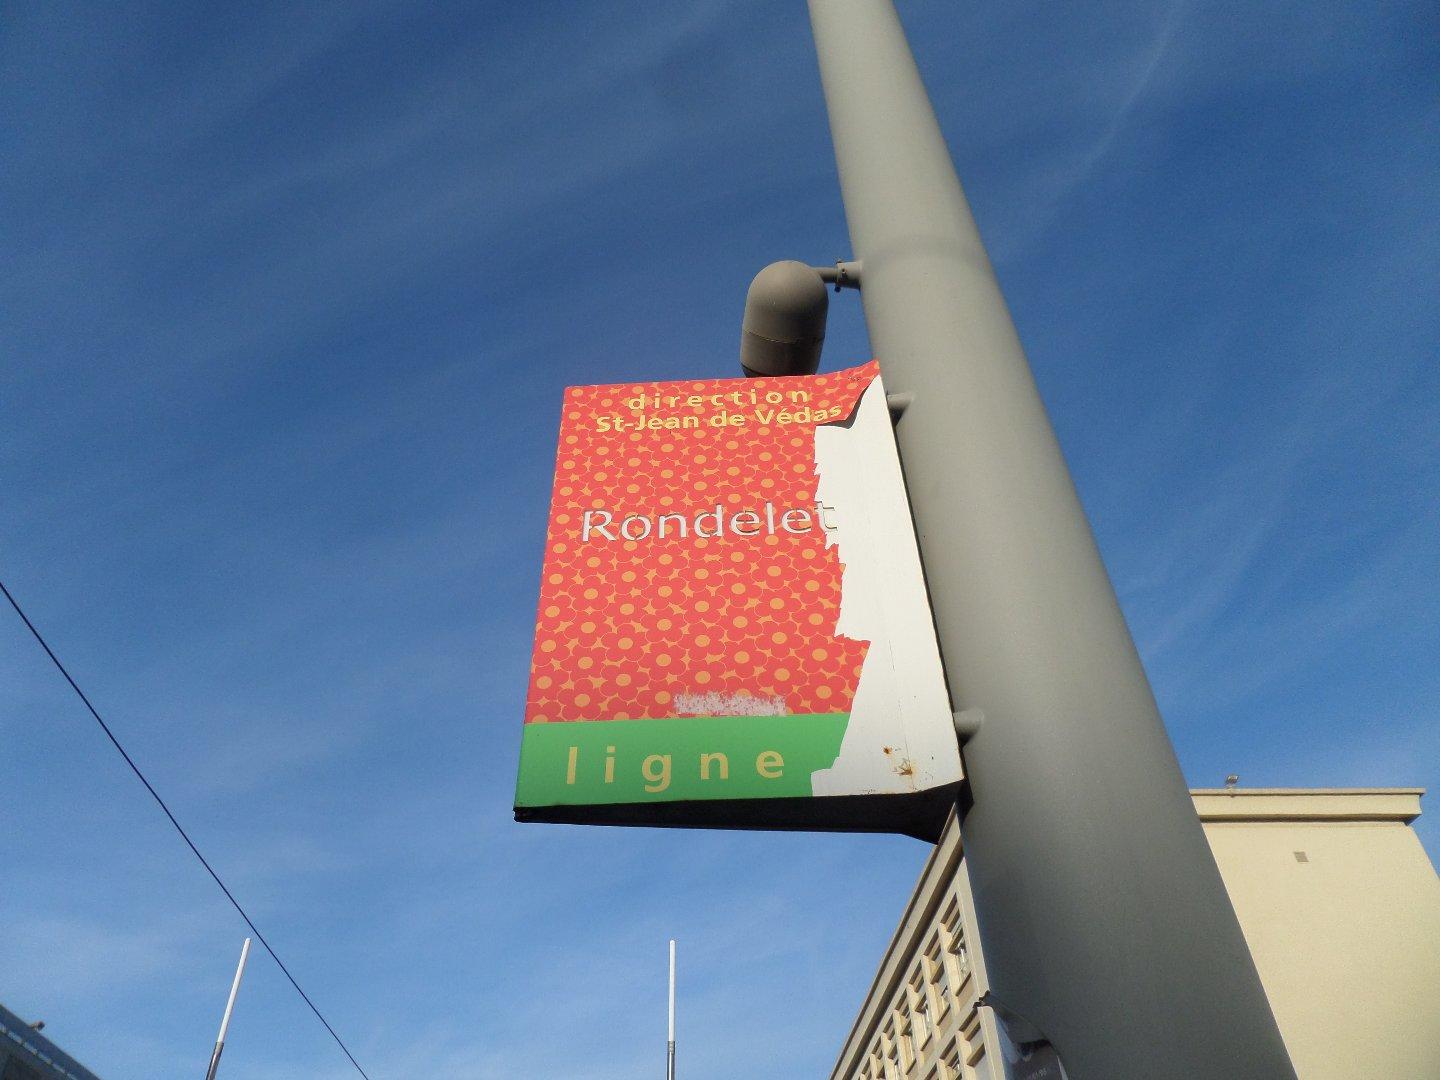 direction
St-Jean de Védas
Rondelet
ligne